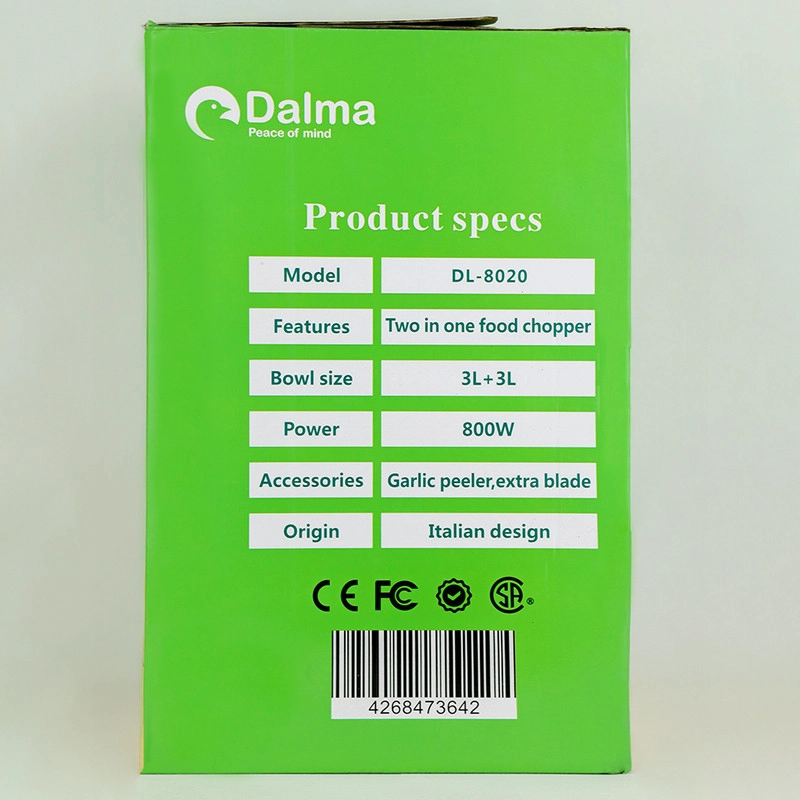 Dalma
Peace of mind
Product specs
Model DL-8020
Features Two in one food chopper
Bowl size 3L+3L
Power 800W
Accessories Garlic peeler,extra blade
Origin Italian design
CE FC SA®
4268473642